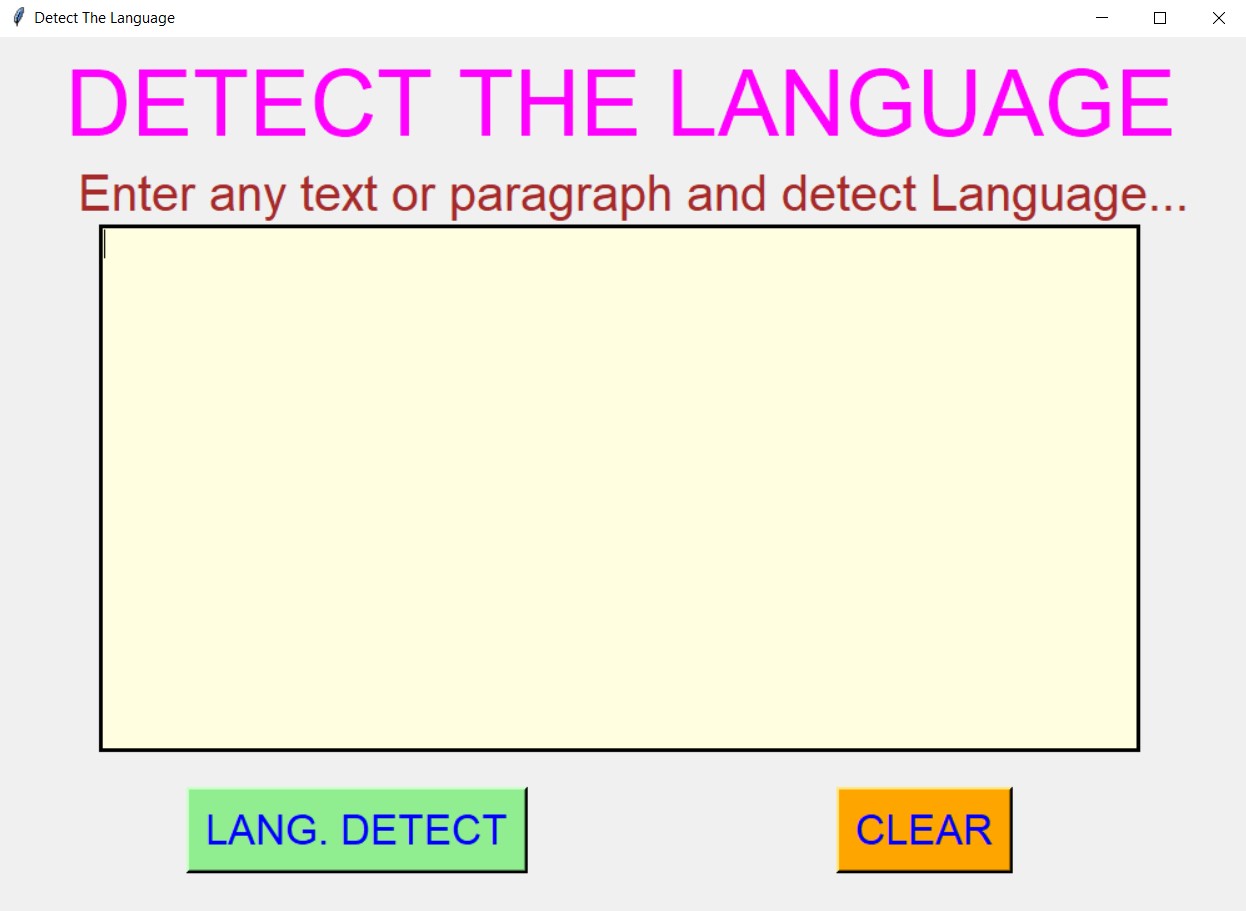 Detect The Language
DETECT THE LANGUAGE
Enter any text or paragraph and detect Language...
LANG. DETECT
CLEAR